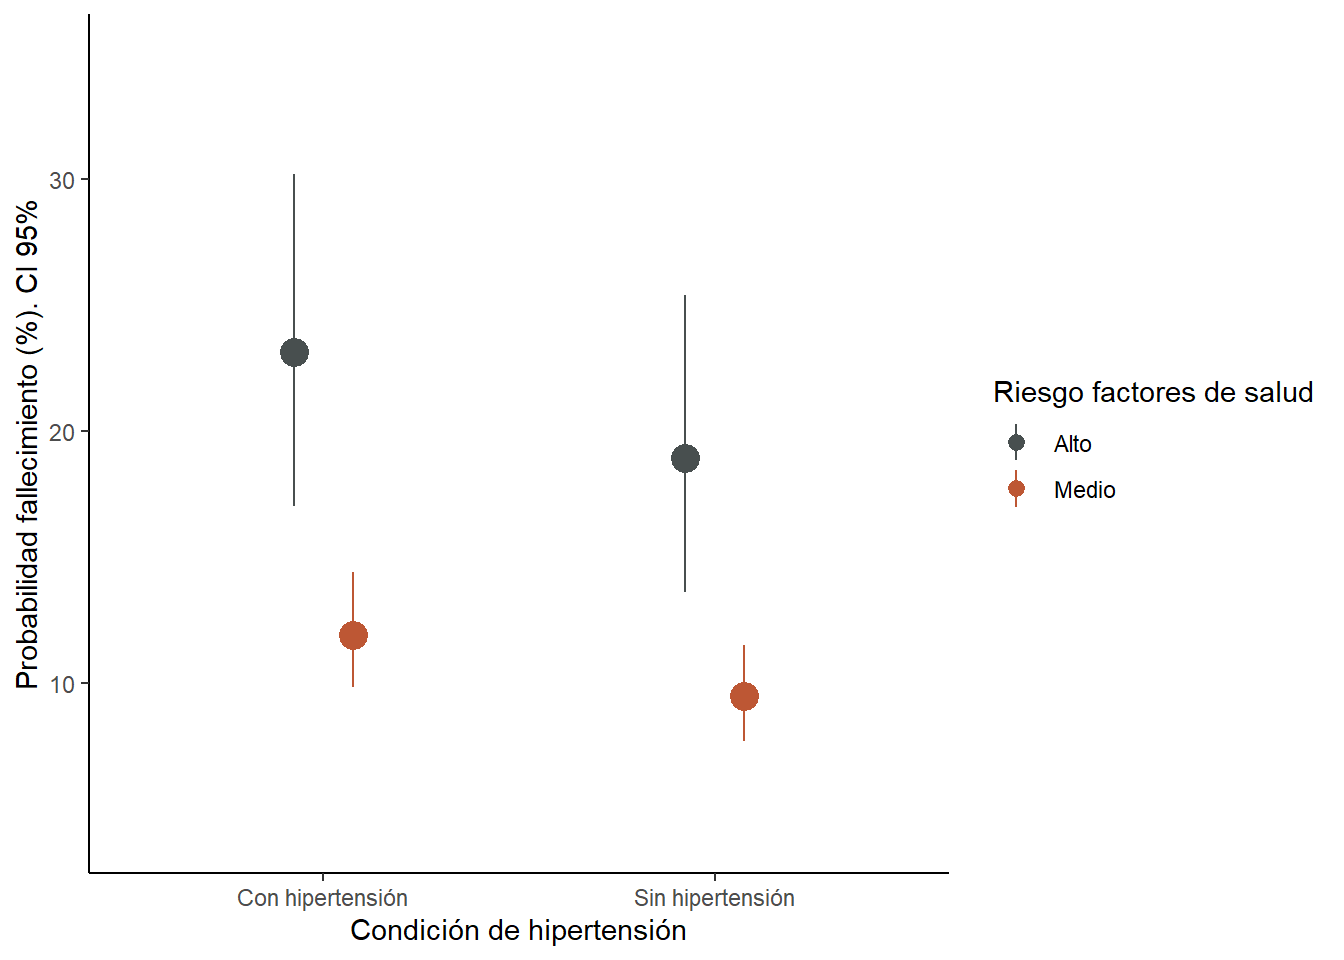 Probabilidad fallecimiento (%). CI 95%
30
20
10
Con hipertensión
Sin hipertensión
Condición de hipertensión
Riesgo factores de salud
Alto
Medio